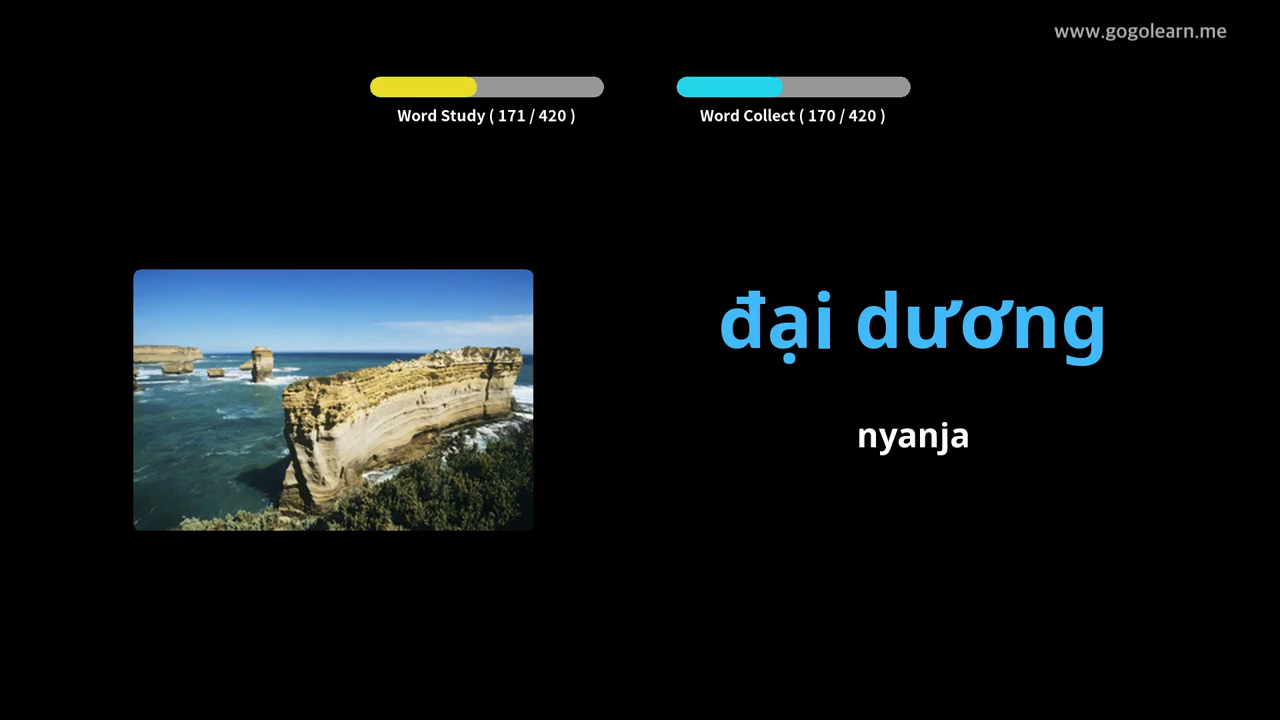 www.gogolearn.me
Word Study ( 171 / 420 )
Word Collect ( 170 / 420 )
đại dương
nyanja